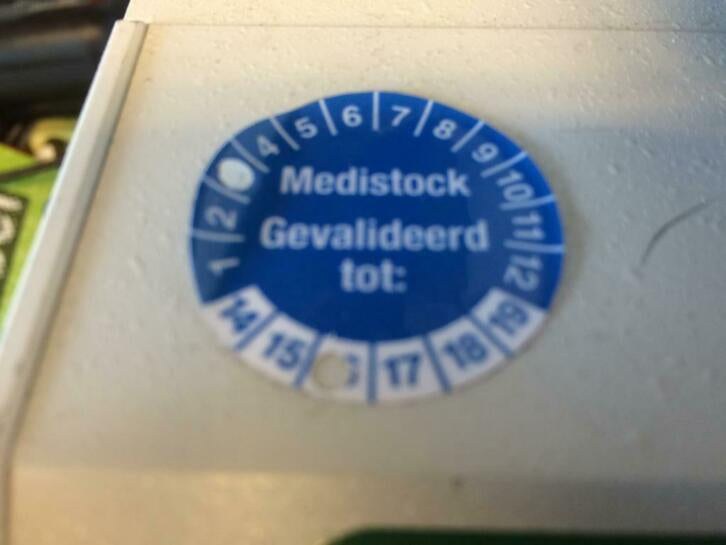 1 2 4 5 6 7 8 9 10 11 12
Medistock
Gevalideerd
tot:
14 15 17 18 19